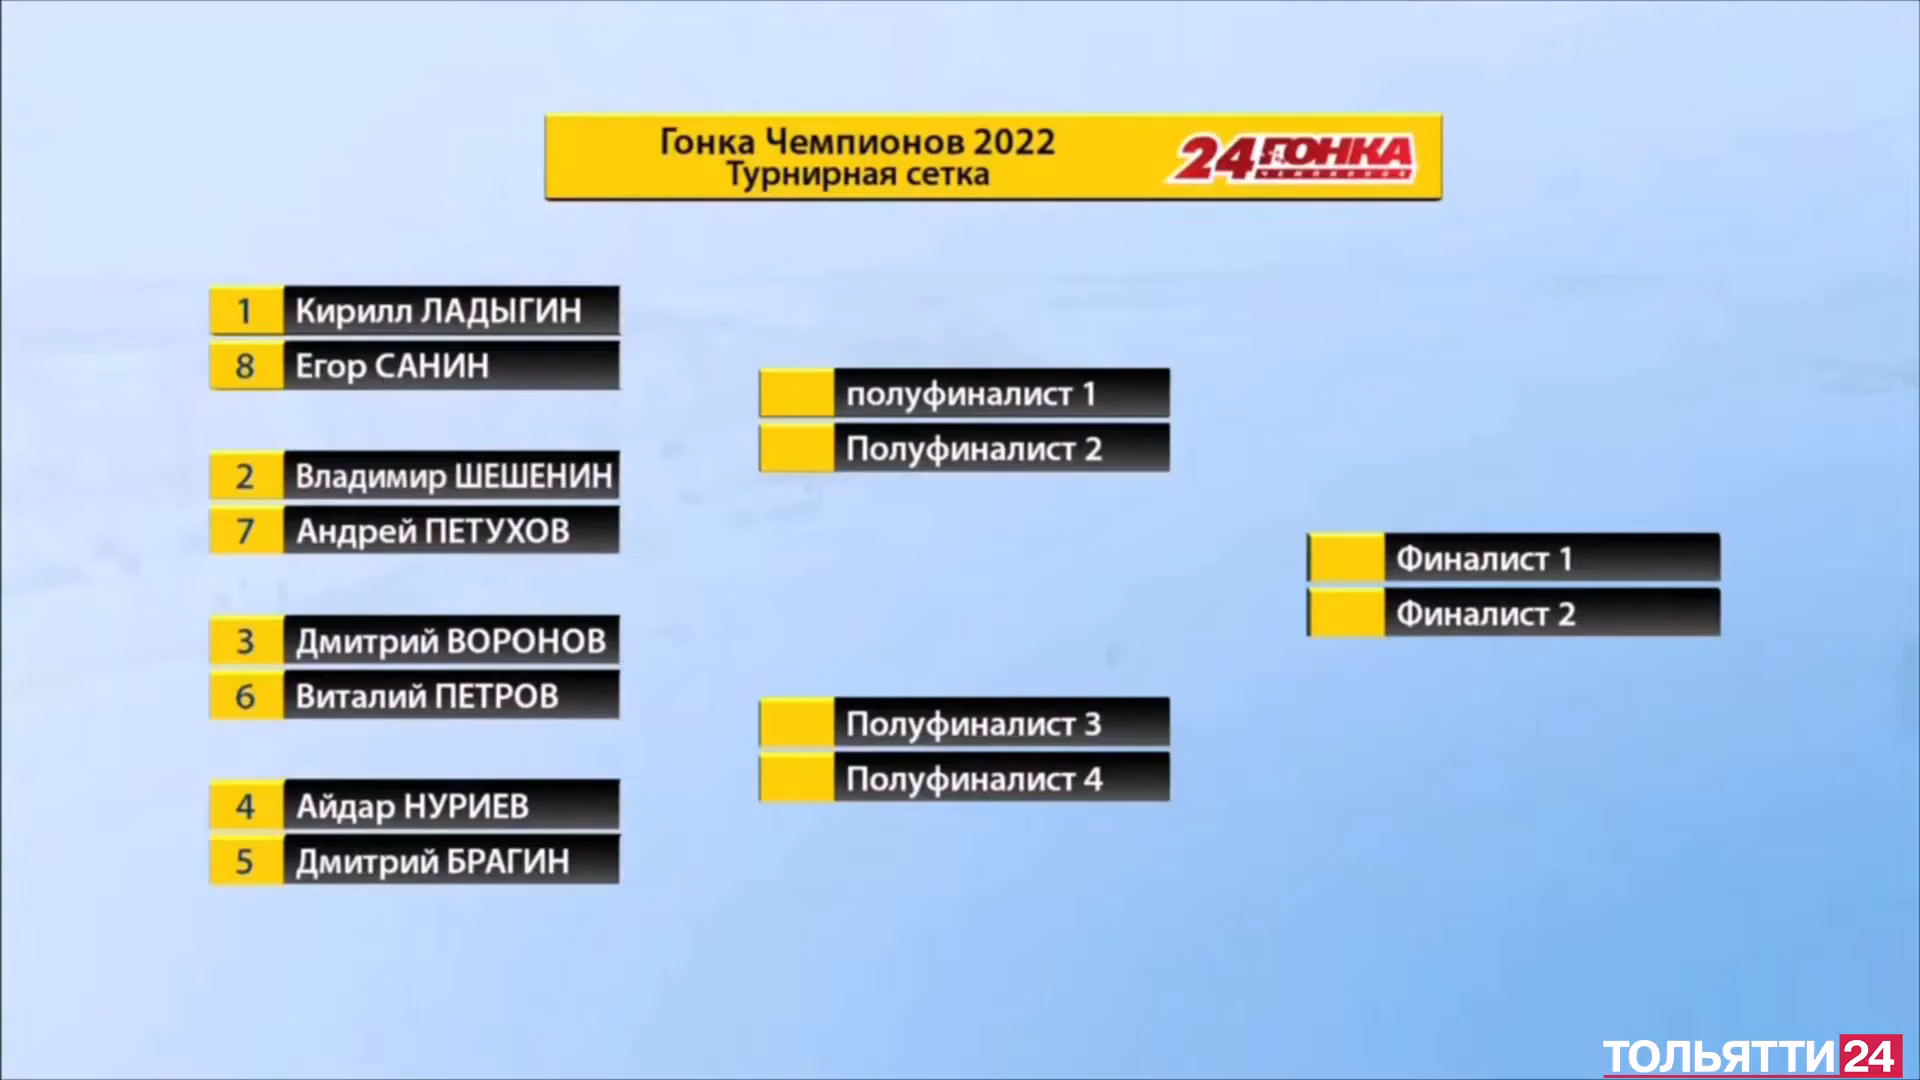 Гонка Чемпионов 2022
Турнирная сетка
24 ГОНКА
ЧЕМПИОНОВ
1 Кирилл ЛАДЫГИН
8 Егор САНИН
2 Владимир ШЕШЕНИН
7 Андрей ПЕТУХОВ
3 Дмитрий ВОРОНОВ
6 Виталий ПЕТРОВ
4 Айдар НУРИЕВ
5 Дмитрий БРАГИН
полуфиналист 1
Полуфиналист 2
Полуфиналист 3
Полуфиналист 4
Финалист 1
Финалист 2
ТОЛЬЯТТИ 24